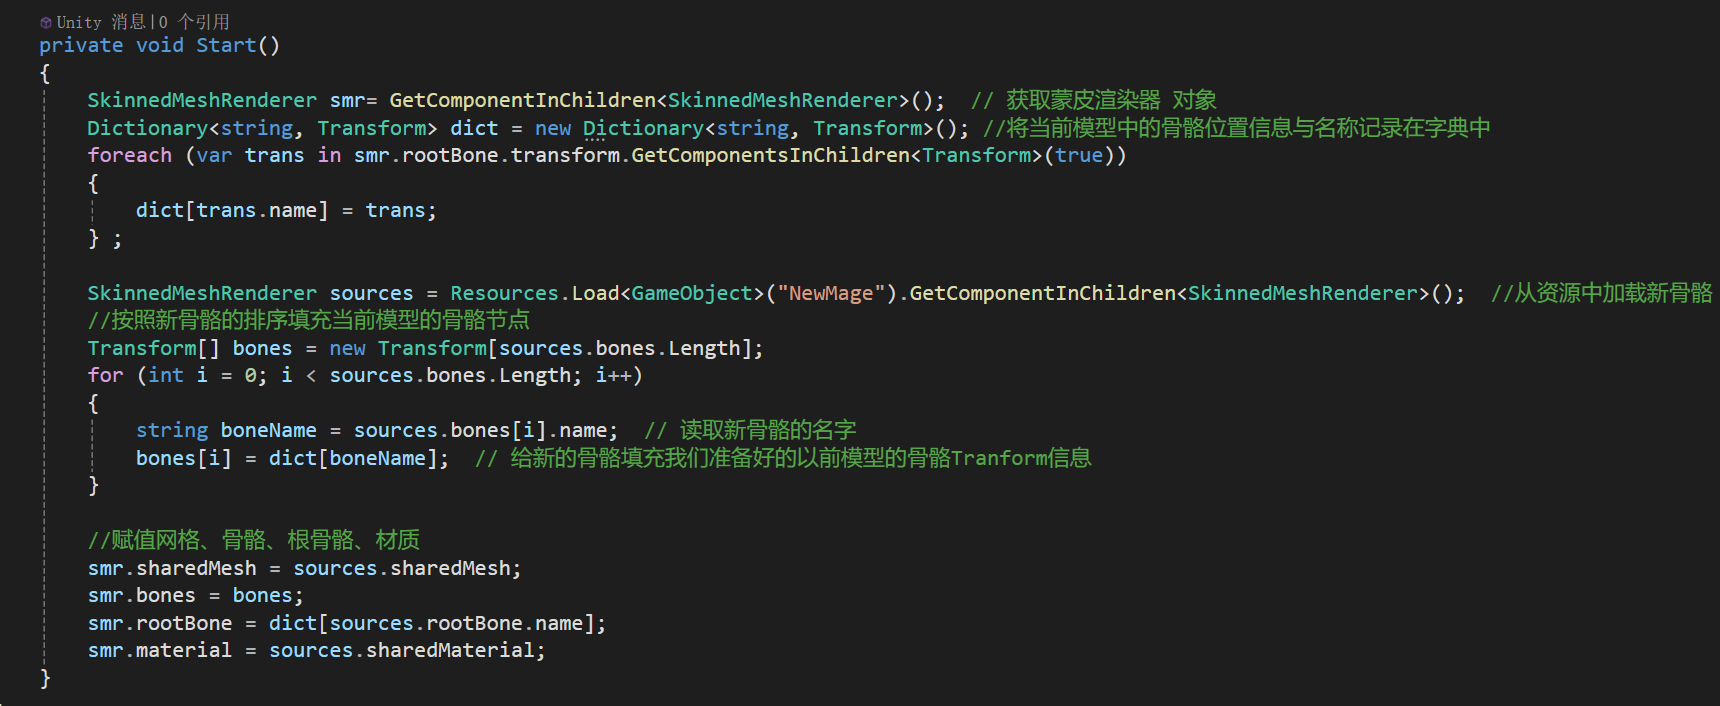 Unity 消息|0 个引用
private void Start()
{
SkinnedMeshRenderer smr= GetComponentInChildren<SkinnedMeshRenderer>();  // 获取蒙皮渲染器 对象
Dictionary<string, Transform> dict = new Dictionary<string, Transform>(); //将当前模型中的骨骼位置信息与名称记录在字典中
foreach (var trans in smr.rootBone.transform.GetComponentsInChildren<Transform>(true))
{
dict[trans.name] = trans;
} ;
SkinnedMeshRenderer sources = Resources.Load<GameObject>("NewMage").GetComponentInChildren<SkinnedMeshRenderer>();  //从资源中加载新骨骼
//按照新骨骼的排序填充当前模型的骨骼节点
Transform[] bones = new Transform[sources.bones.Length];
for (int i = 0; i < sources.bones.Length; i++)
{
string boneName = sources.bones[i].name;  // 读取新骨骼的名字
bones[i] = dict[boneName];  // 给新的骨骼填充我们准备好的以前模型的骨骼Tranform信息
}
//赋值网格、骨骼、根骨骼、材质
smr.sharedMesh = sources.sharedMesh;
smr.bones = bones;
smr.rootBone = dict[sources.rootBone.name];
smr.material = sources.sharedMaterial;
}